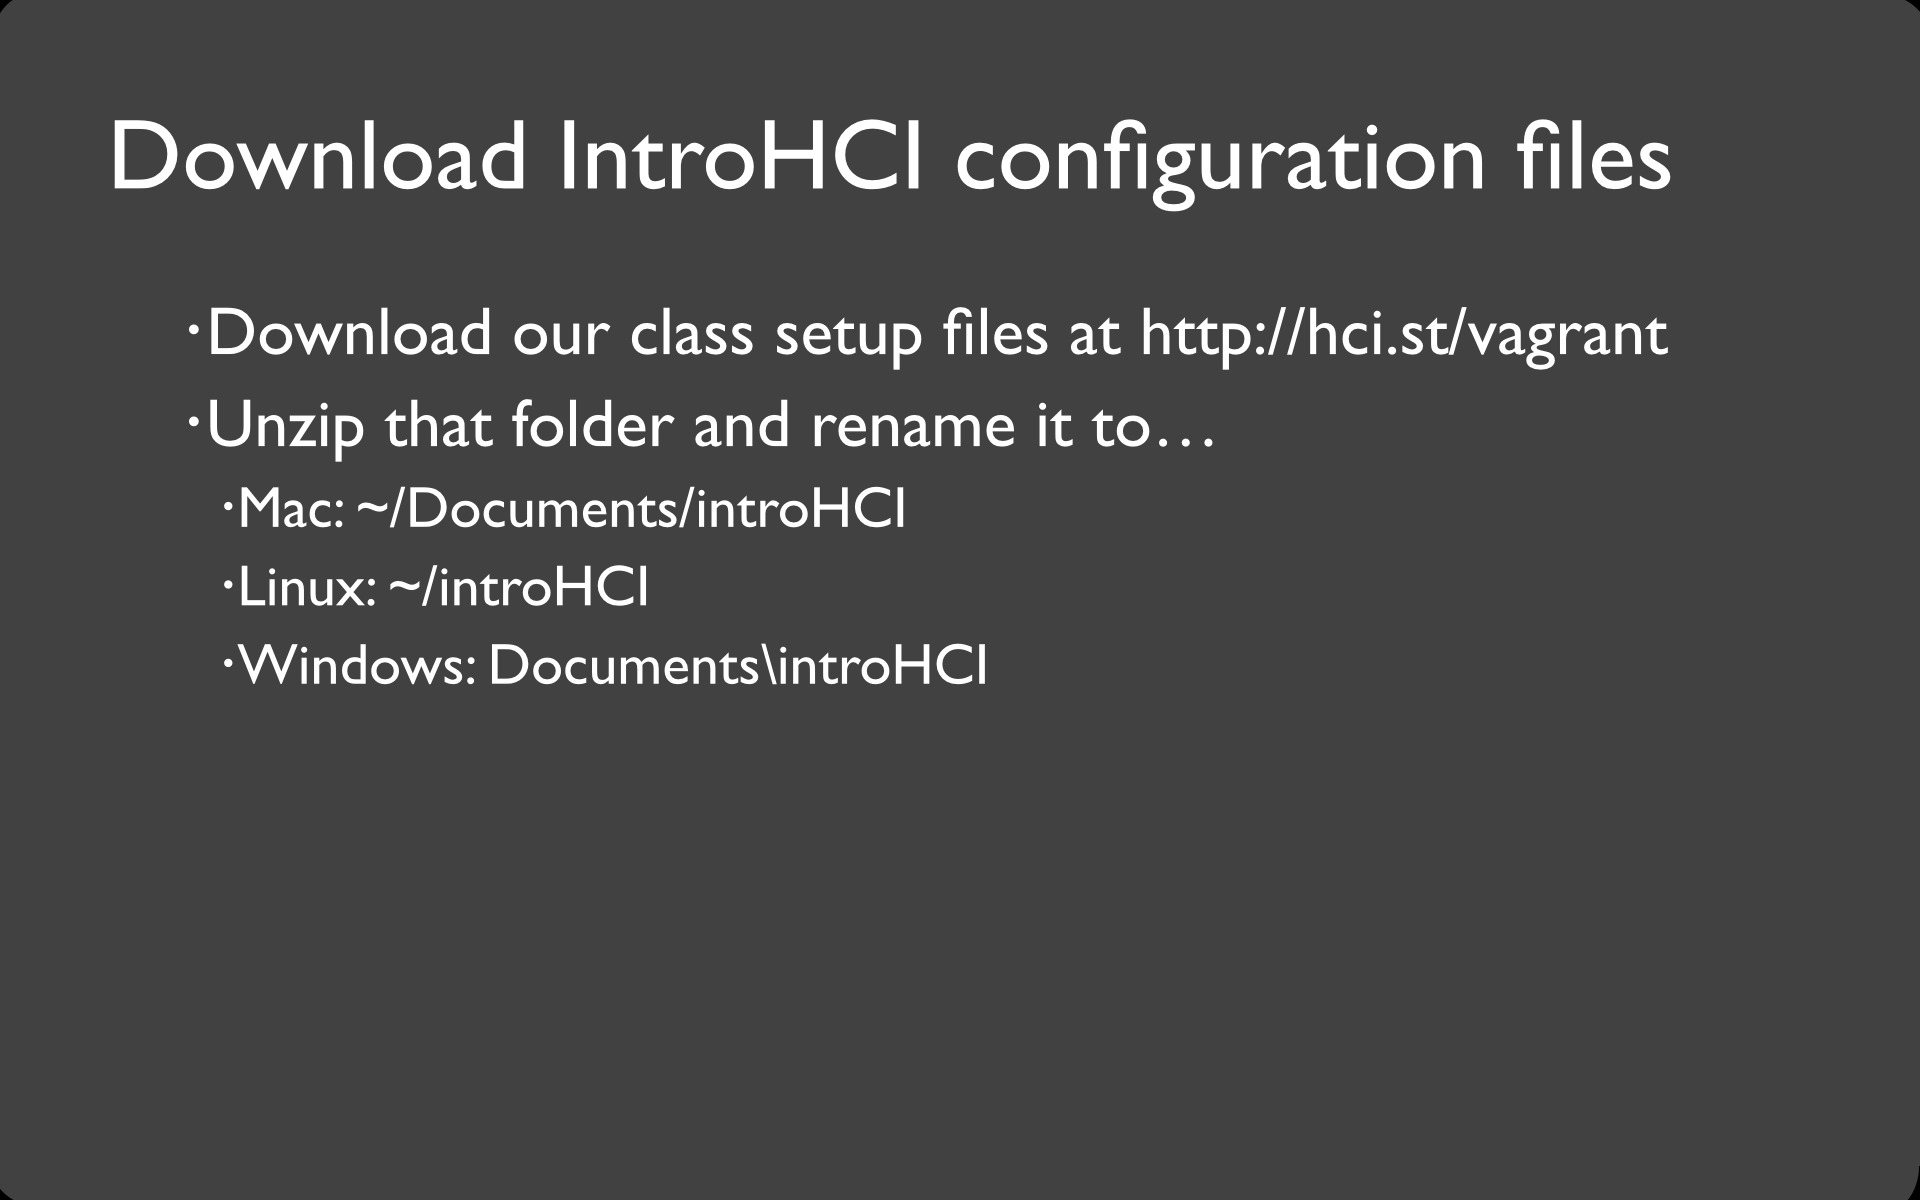 Download IntroHCI configuration files
·Download our class setup files at http://hci.st/vagrant
·Unzip that folder and rename it to…
·Mac: ~/Documents/introHCI
·Linux: ~/introHCI
·Windows: Documents\introHCI